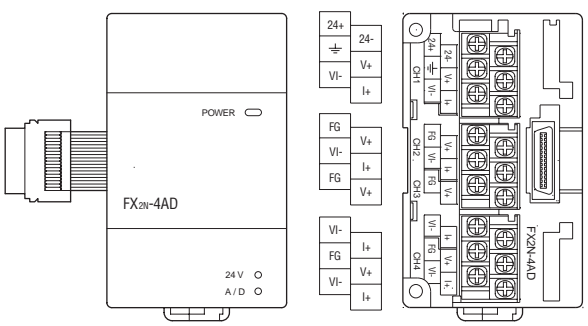 POWER
FX2N-4AD
24 V
A / D
24+
24-
V+
VI-
I+
FG
V+
VI-
I+
FG
V+
VI-
I+
FG
V+
VI-
I+
24+
24-
V+
VI-
I+
CH1
FG
V+
VI-
I+
FG
V+
CH2
CH3
VI-
I+
FG
V+
VI-
I+
CH4
FX2N-4AD